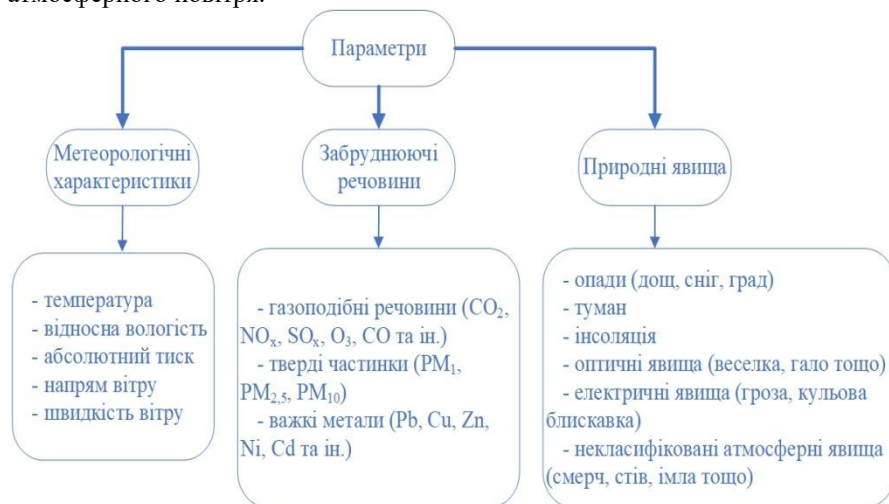 атмосферного повітря.
Параметри
Метеорологічні
характеристики
Забруднюючі
речовини
Природні явища
- температура
- відносна вологість
- абсолютний тиск
- напрям вітру
- швидкість вітру
- газоподібні речовини (CO₂,
NOₓ, SOₓ, O₃, CO та ін.)
- тверді частинки (PM₁,
PM₂,₅, PM₁₀)
- важкі метали (Pb, Cu, Zn,
Ni, Cd та ін.)
- опади (дощ, сніг, град)
- туман
- інсоляція
- оптичні явища (веселка, гало тощо)
- електричні явища (гроза, кульова
блискавка)
- некласифіковані атмосферні явища
(смерч, стів, імла тощо)